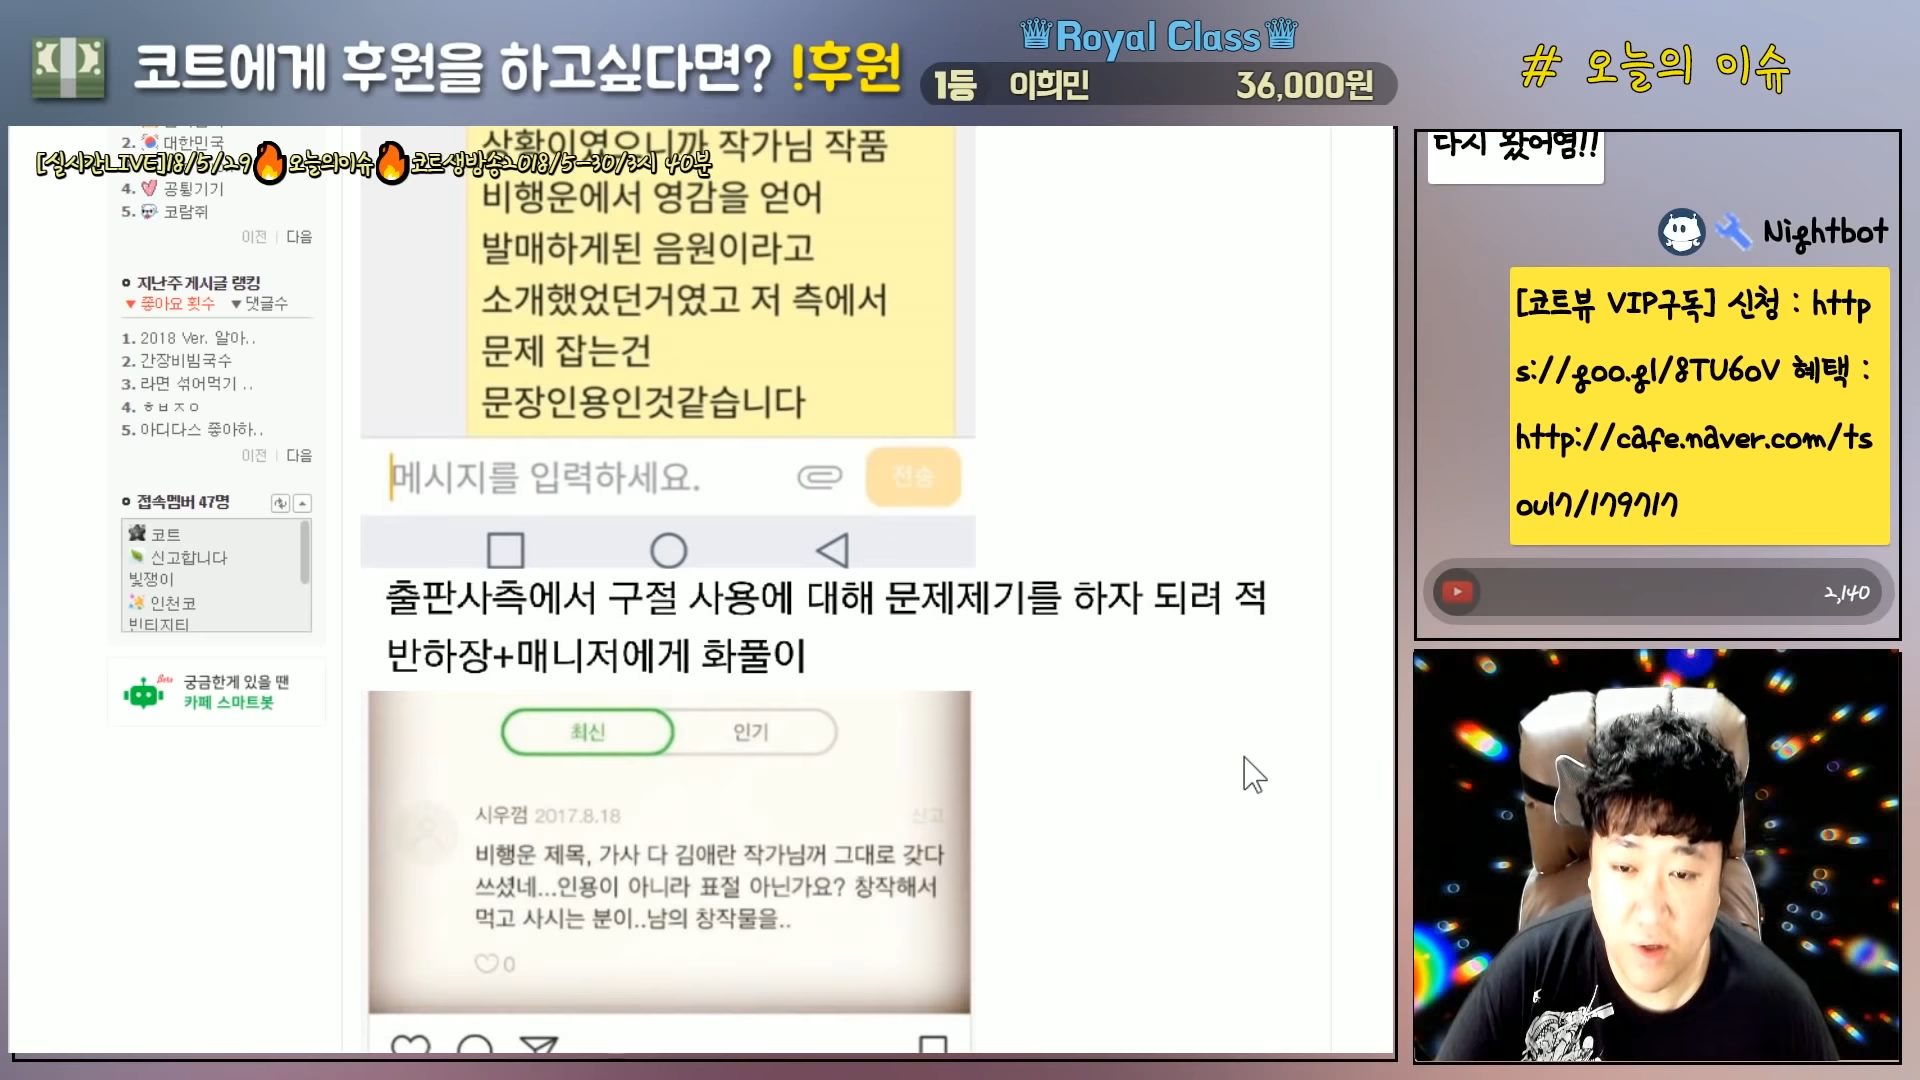 코트에게 후원을 하고싶다면? !후원
Royal Class
1등 이희민 36,000원
# 오늘의 이슈
2. 대한민국
[실시간LIVE]18/5/29🔥오늘의이슈🔥코트생방송2018/5-30/3시 40분
4. 공튈기기
5. 코람쥐
이전 | 다음
지난주 게시글 랭킹
▼ 좋아요 횟수 ▼ 댓글수
1. 2018 Ver. 알아..
2. 간장비빔국수
3. 라면 섞어먹기 ..
4. ㅎㅂㅈㅇ
5. 아디다스 좋아하..
이전 | 다음
접속멤버 47명
코트
신고합니다
빛쟁이
인천코
빈티지티
궁금한게 있을 땐
카페 스마트봇
상황이였으니까 작가님 작품
비행운에서 영감을 얻어
발매하게된 음원이라고
소개했었던거였고 저 측에서
문제 잡는건
문장인용인것같습니다
메시지를 입력하세요.
전송
출판사측에서 구절 사용에 대해 문제제기를 하자 되려 적
반하장+매니저에게 화풀이
최신 인기
시우껌 2017.8.18 신고
비행운 제목, 가사 다 김애란 작가님꺼 그대로 갖다
쓰셨네...인용이 아니라 표절 아닌가요? 창작해서
먹고 사시는 분이..남의 창작물을..
0
다시 왔어염!!
Nightbot
[코트뷰 VIP구독] 신청 : http
s://goo.gl/8TU6oV 혜택 :
http://cafe.naver.com/ts
ou17/179717
2,140